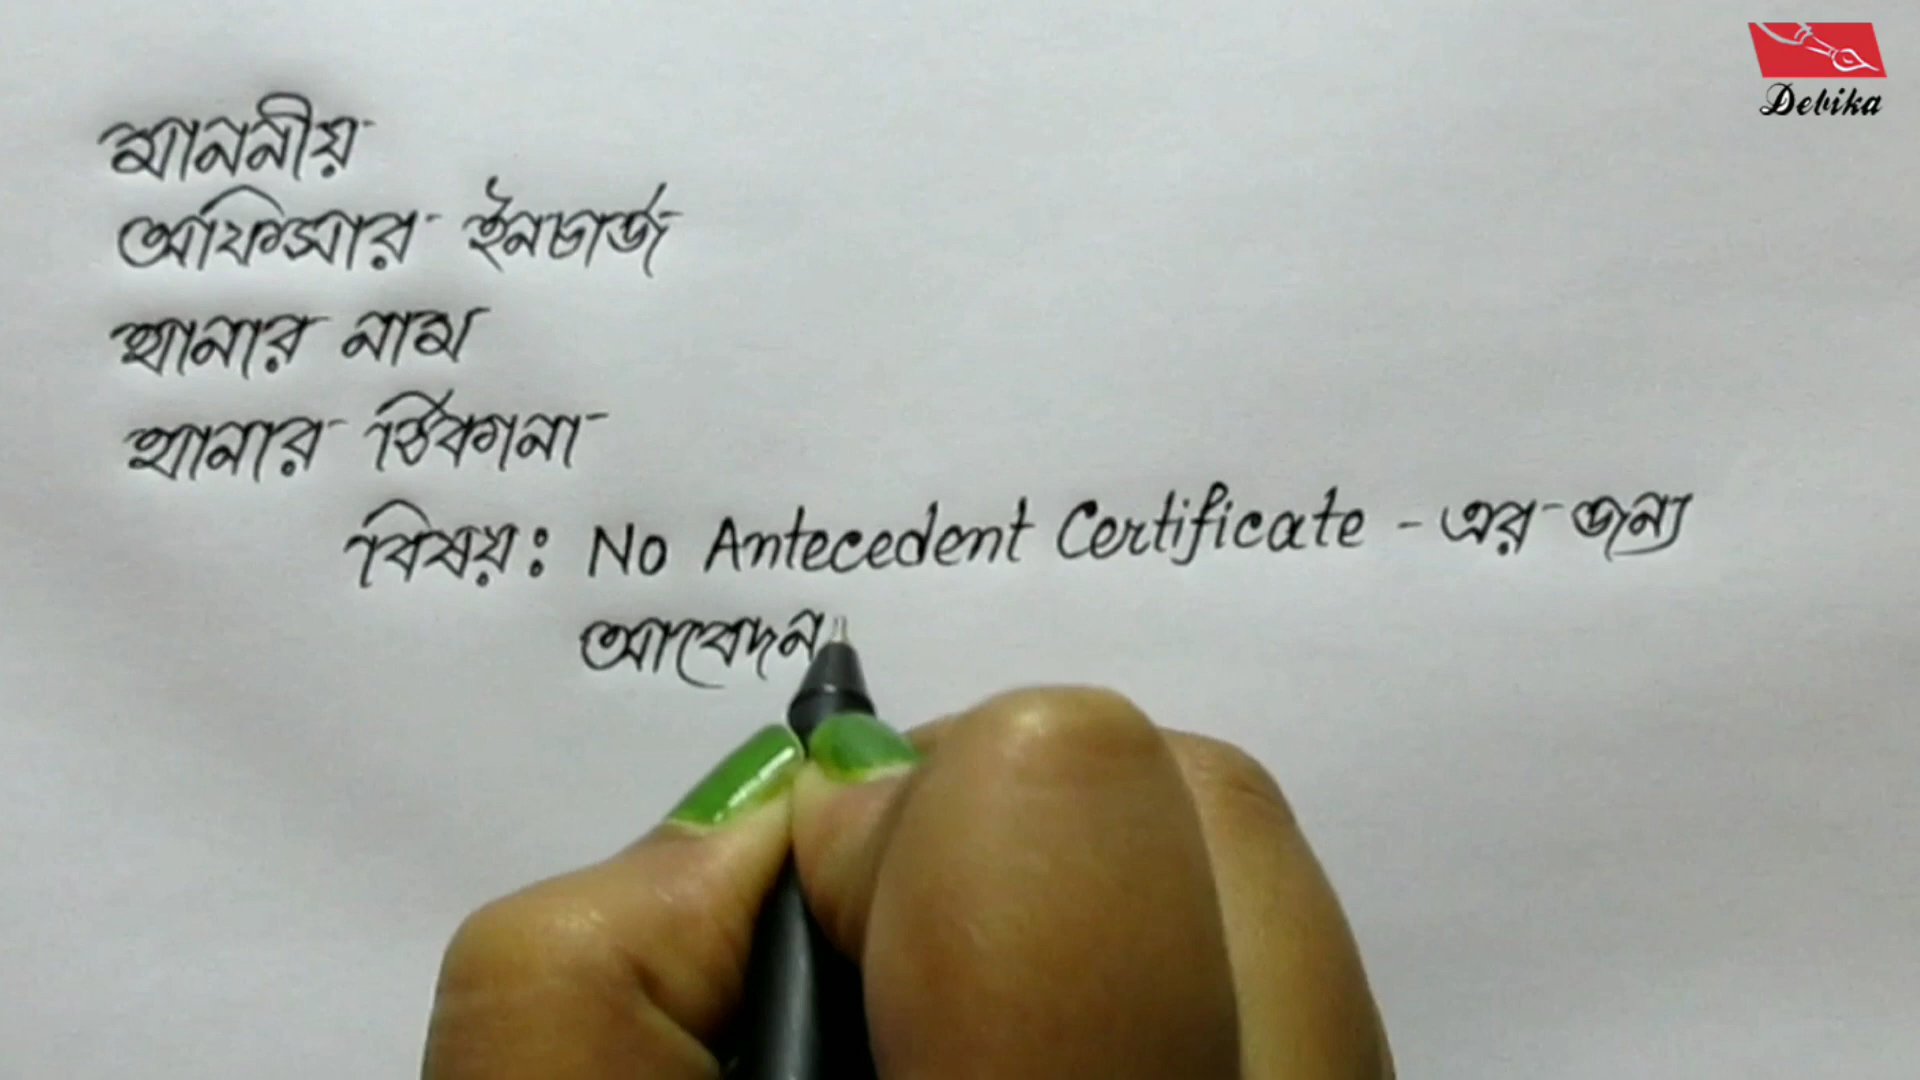 Debika
মাননীয়
অফিসার ইনচার্জ
থানার নাম
থানার ঠিকানা
বিষয়: No Antecedent Certificate - এর জন্য
আবেদন